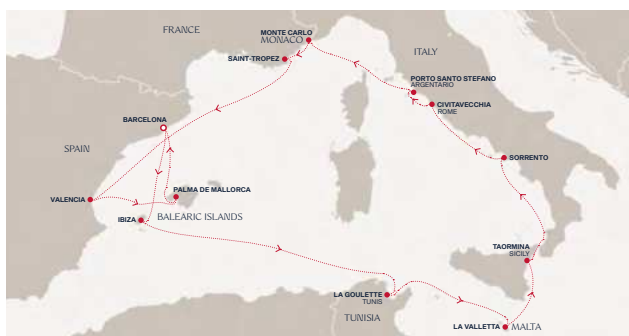 FRANCE
MONTE CARLO
MONACO
SAINT-TROPEZ
ITALY
PORTO SANTO STEFANO
ARGENTARIO
CIVITAVECCHIA
ROME
BARCELONA
SPAIN
SORRENTO
PALMA DE MALLORCA
VALENCIA
IBIZA
BALEARIC ISLANDS
TAORMINA
SICILY
LA GOULETTE
TUNIS
TUNISIA
LA VALLETTA
MALTA